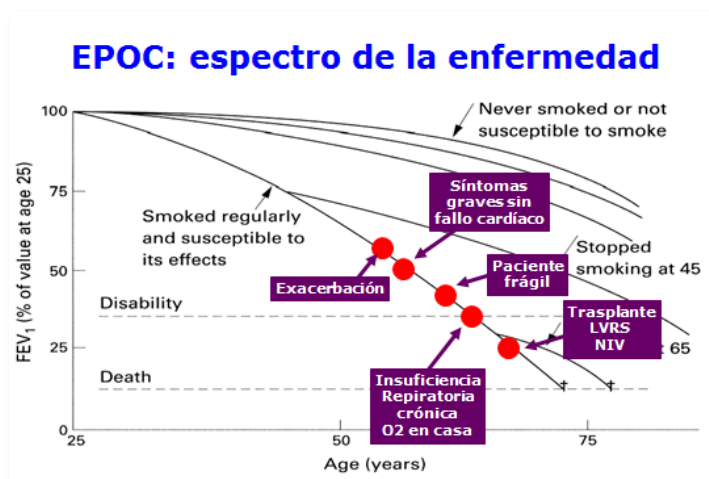 EPOC: espectro de la enfermedad
100
75
50
25
0
FEV1 (% of value at age 25)
Never smoked or not
susceptible to smoke
Smoked regularly
and susceptible to
its effects
Síntomas
graves sin
fallo cardíaco
Exacerbación
Stopped
smoking at 45
Paciente
frágil
Disability
Trasplante
LVRS
NIV
65
Death
Insuficiencia
Repiratoria
crónica
O2 en casa
25
50
75
Age (years)